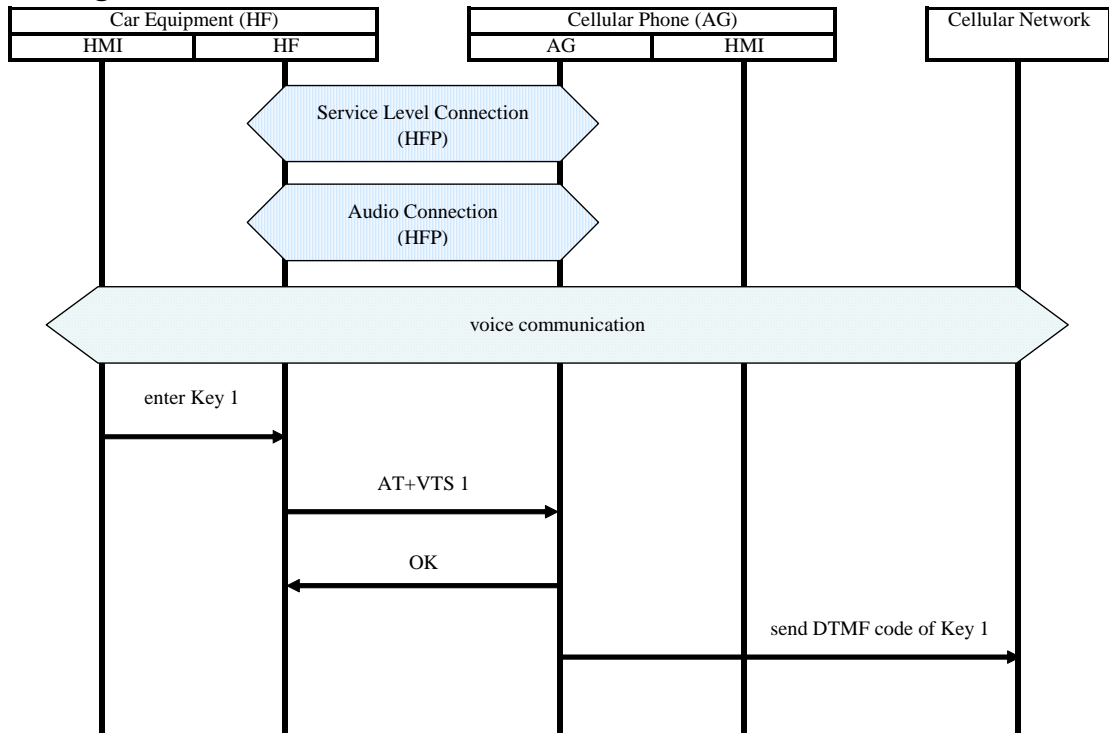 Car Equipment (HF)
Cellular Phone (AG)
Cellular Network
HMI
HF
AG
HMI
Service Level Connection
(HFP)
Audio Connection
(HFP)
voice communication
enter Key 1
AT+VTS 1
OK
send DTMF code of Key 1